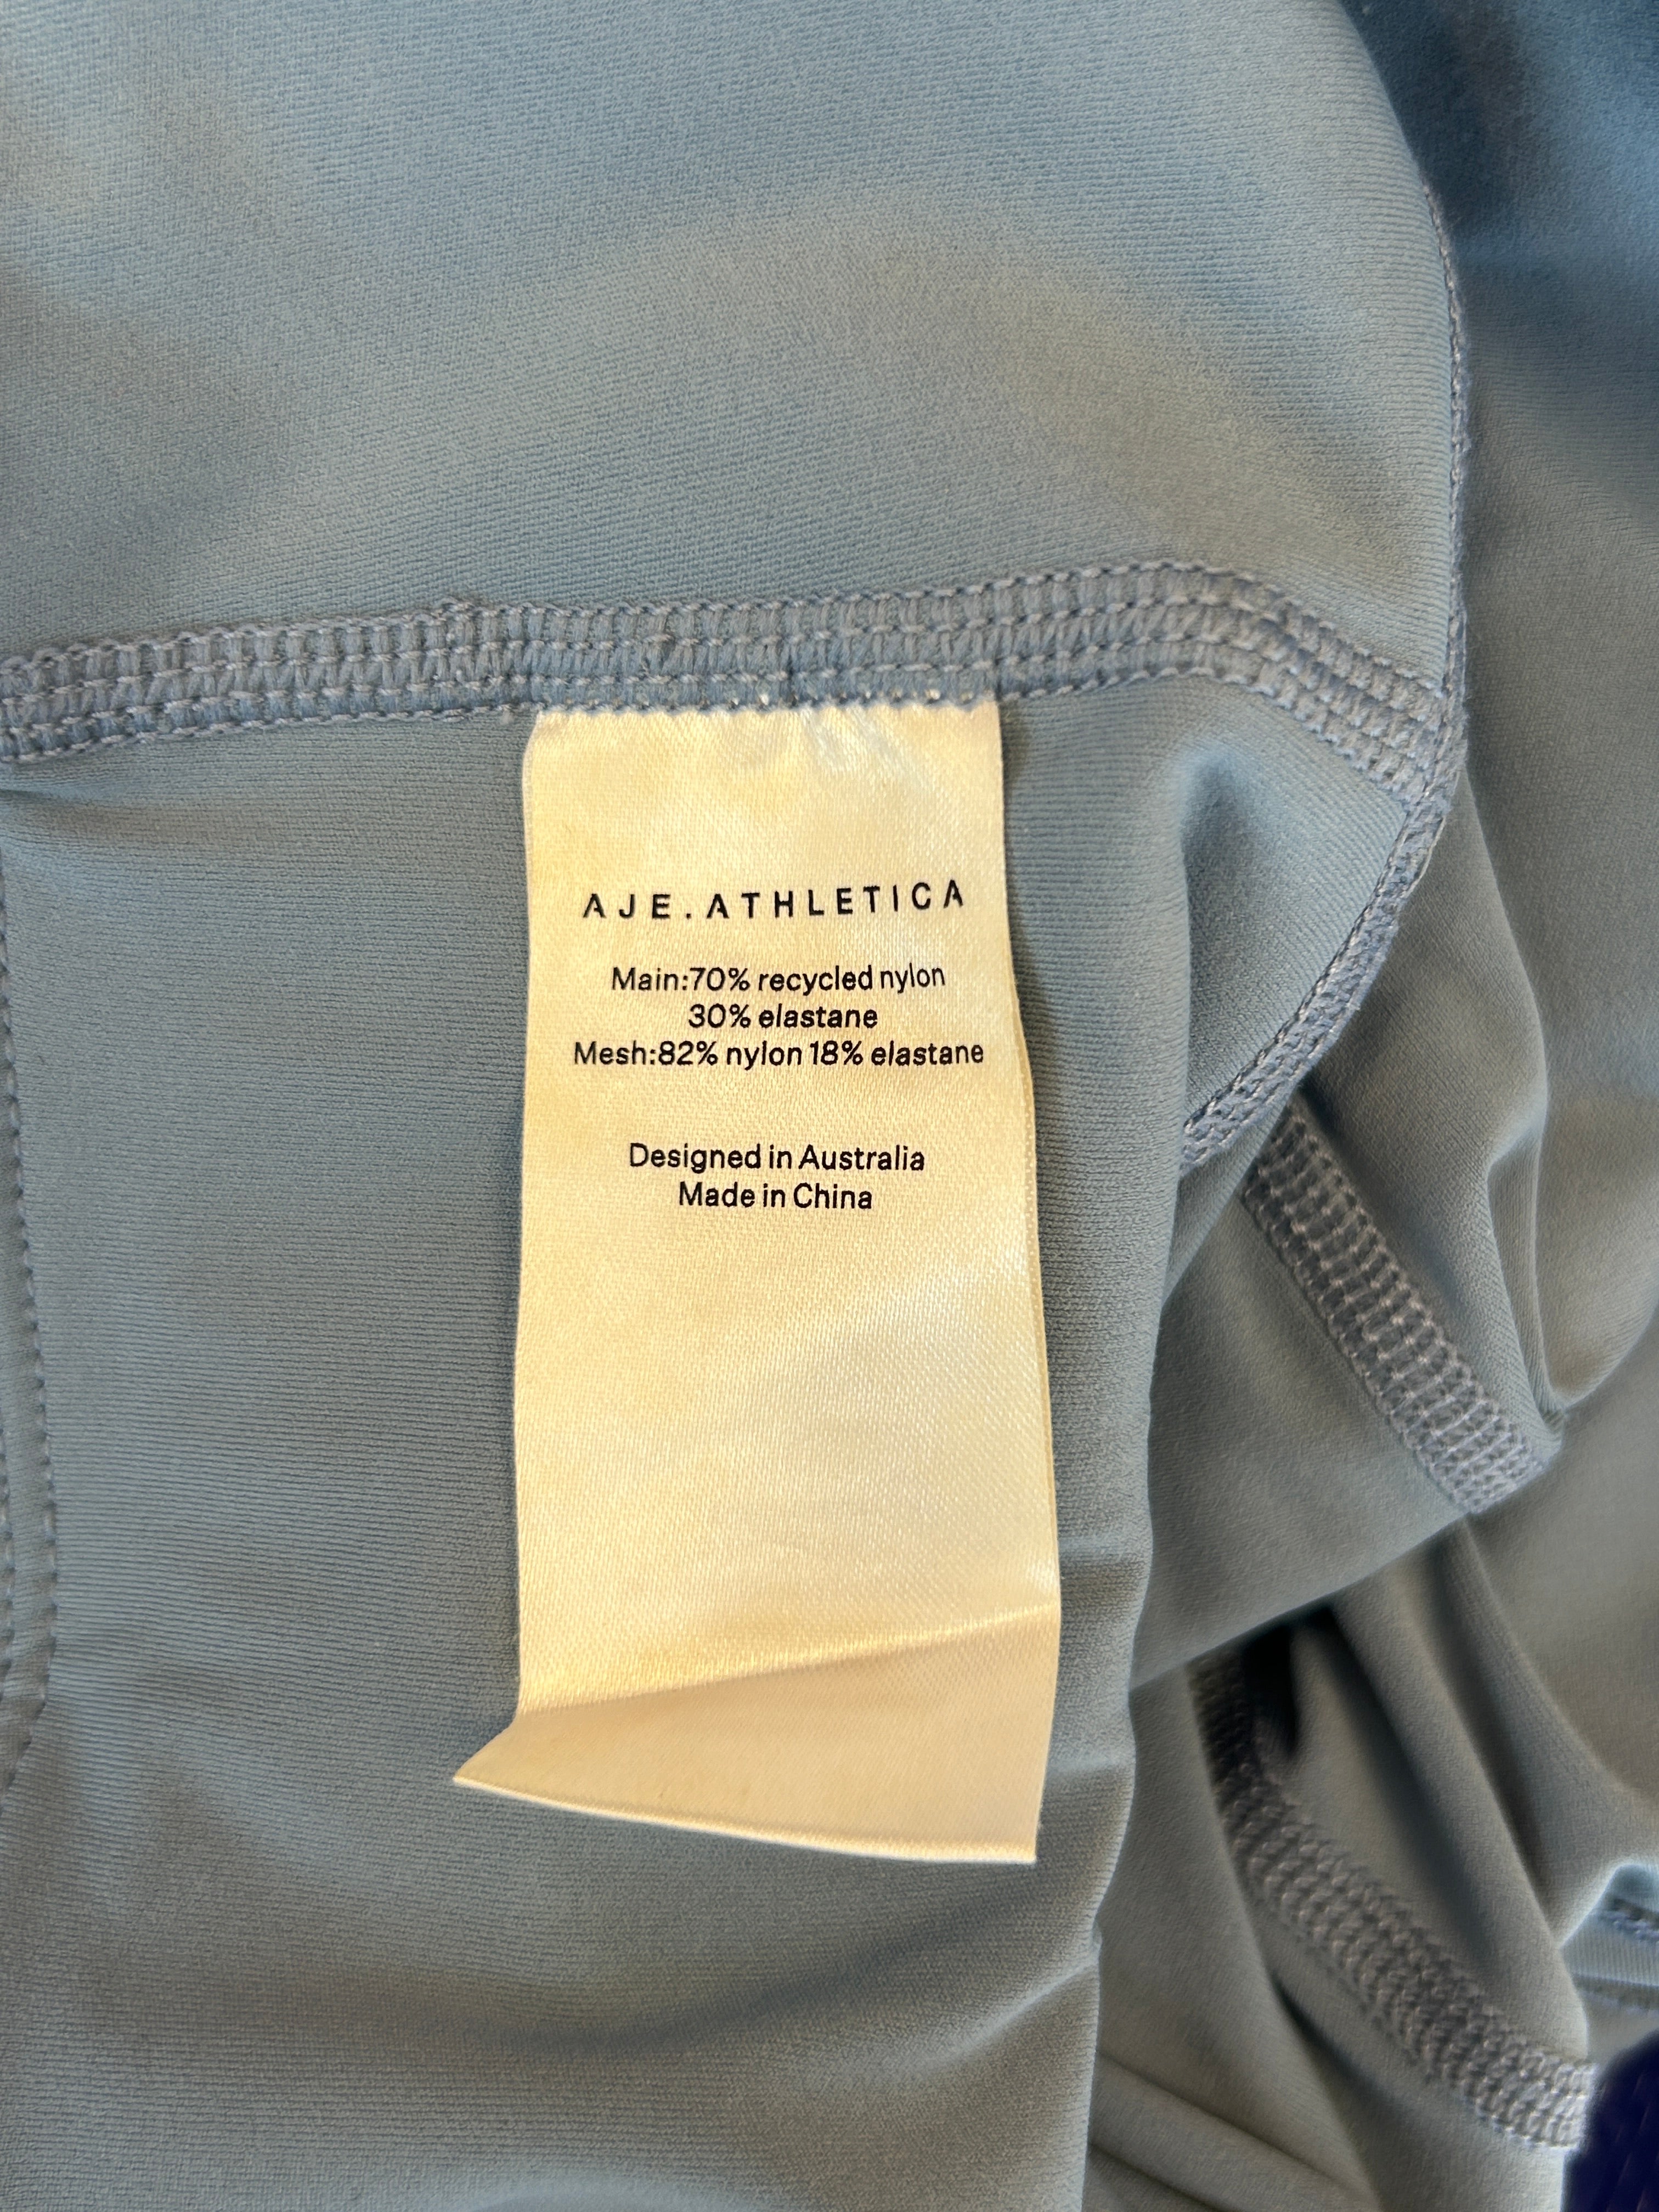 AJE.ATHLETICA
Main:70% recycled nylon
30% elastane
Mesh:82% nylon 18% elastane
Designed in Australia
Made in China